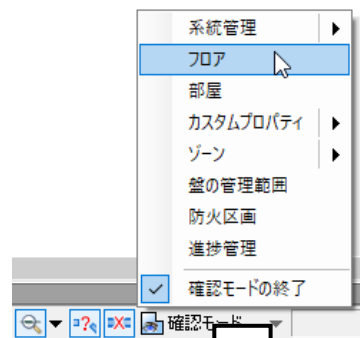 系統管理
フロア
部屋
カスタムプロパティ
ゾーン
盤の管理範囲
防火区画
進捗管理
確認モードの終了
確認モード